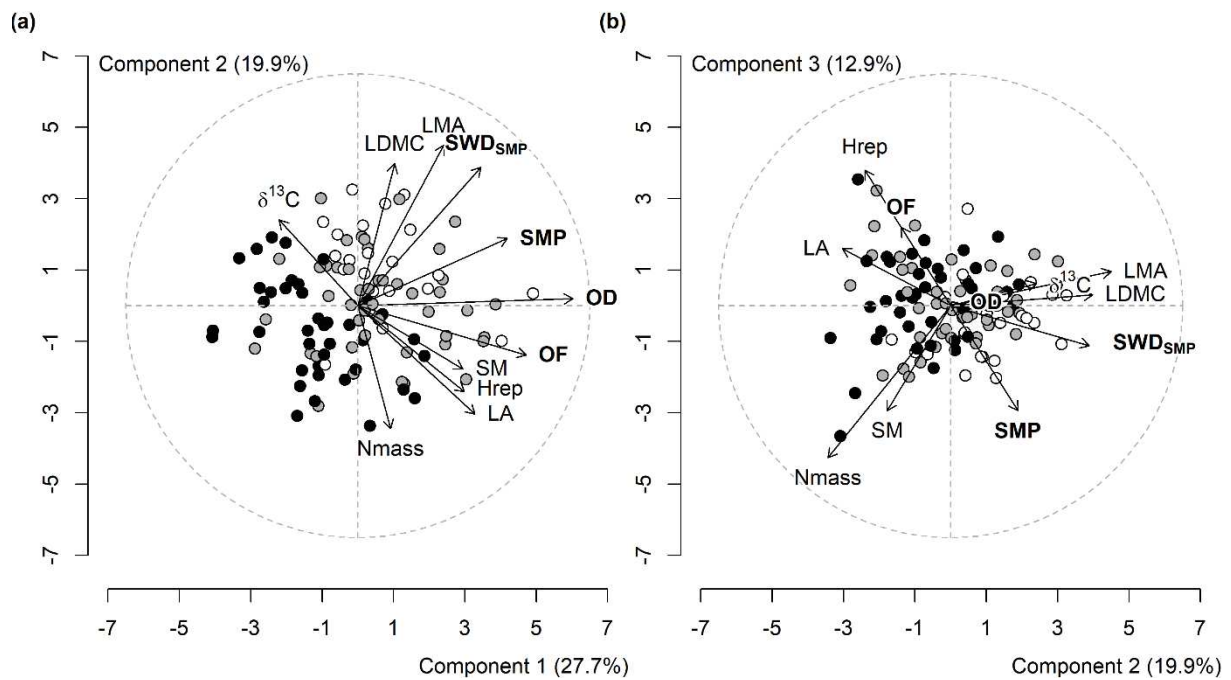 (a)
Component 2 (19.9%)
7
5
3
1
-1
-3
-5
-7
LMA
LDMC
SWD_SMP
δ13C
SMP
OD
OF
SM
Hrep
LA
Nmass
-7 -5 -3 -1 1 3 5 7
Component 1 (27.7%)
(b)
Component 3 (12.9%)
7
5
3
1
-1
-3
-5
-7
Hrep
OF
LA
LMA
δ13C
LDMC
OD
SWD_SMP
SM
SMP
Nmass
-7 -5 -3 -1 1 3 5 7
Component 2 (19.9%)